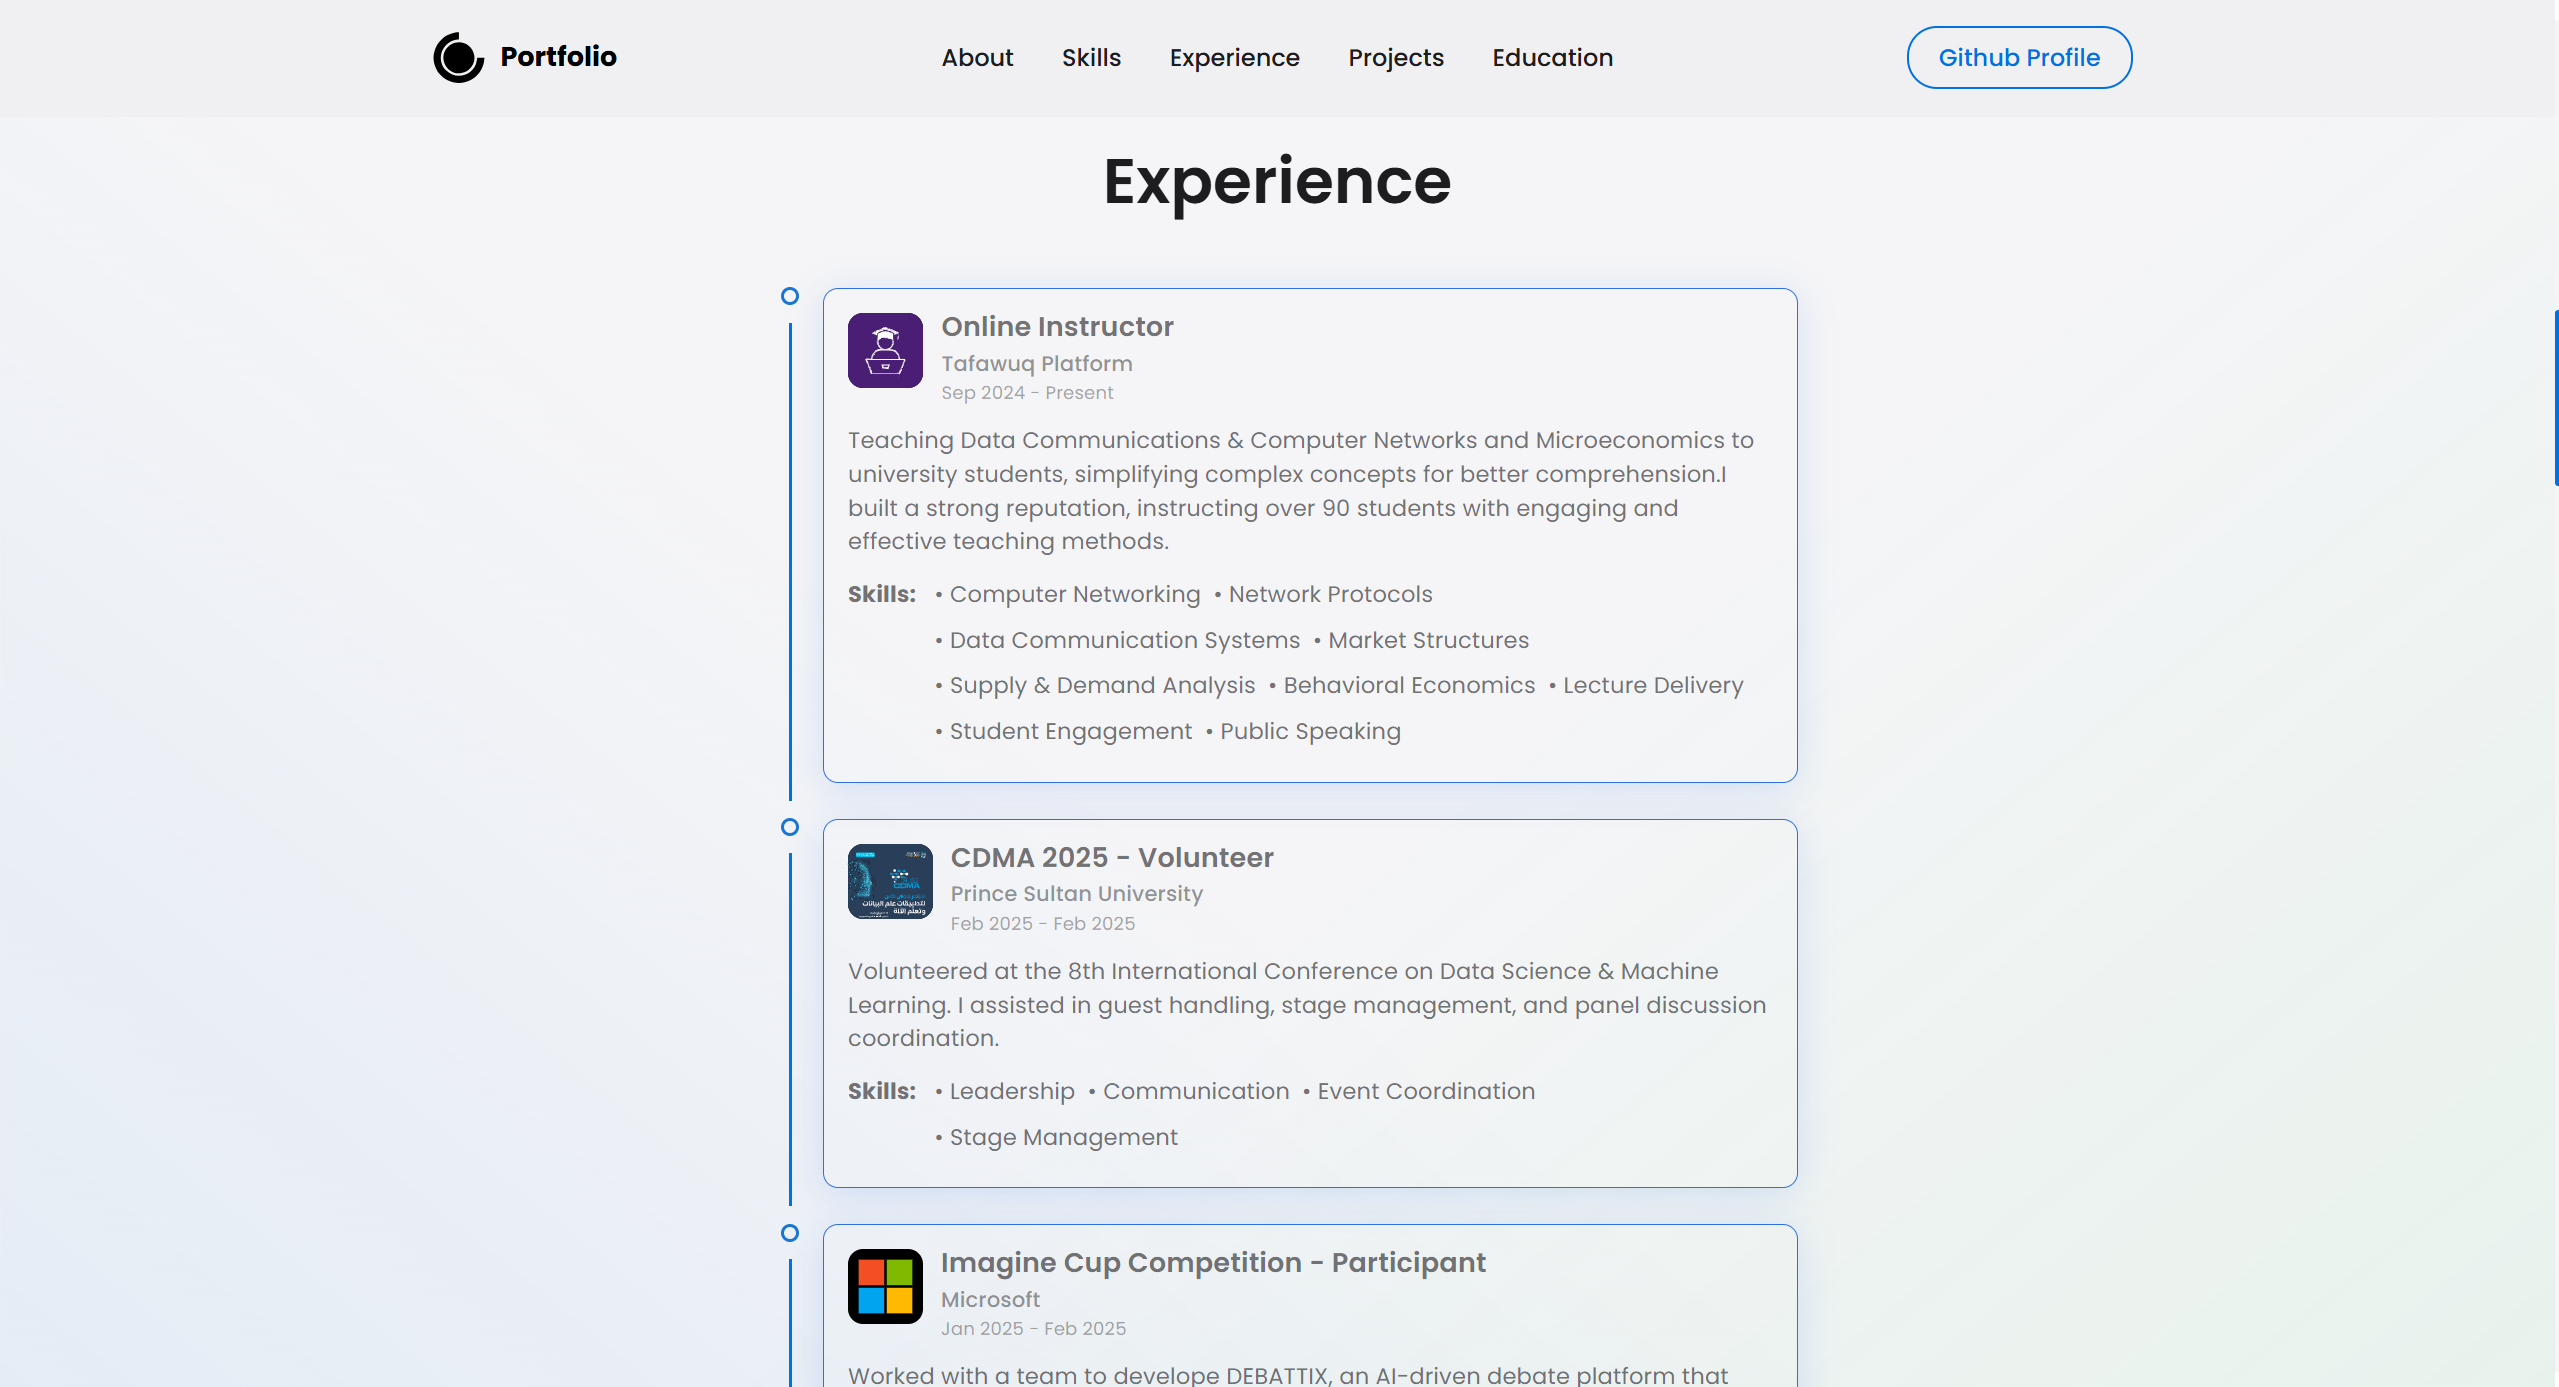 Portfolio
About Skills Experience Projects Education
Github Profile
Experience
Online Instructor
Tafawuq Platform
Sep 2024 - Present
Teaching Data Communications & Computer Networks and Microeconomics to
university students, simplifying complex concepts for better comprehension.I
built a strong reputation, instructing over 90 students with engaging and
effective teaching methods.
Skills: • Computer Networking • Network Protocols
• Data Communication Systems • Market Structures
• Supply & Demand Analysis • Behavioral Economics • Lecture Delivery
• Student Engagement • Public Speaking
CDMA
لتطبيقات علم البيانات
وتعلم الآلة
CDMA 2025 - Volunteer
Prince Sultan University
Feb 2025 - Feb 2025
Volunteered at the 8th International Conference on Data Science & Machine
Learning. I assisted in guest handling, stage management, and panel discussion
coordination.
Skills: • Leadership • Communication • Event Coordination
• Stage Management
Imagine Cup Competition - Participant
Microsoft
Jan 2025 - Feb 2025
Worked with a team to develope DEBATTIX, an AI-driven debate platform that